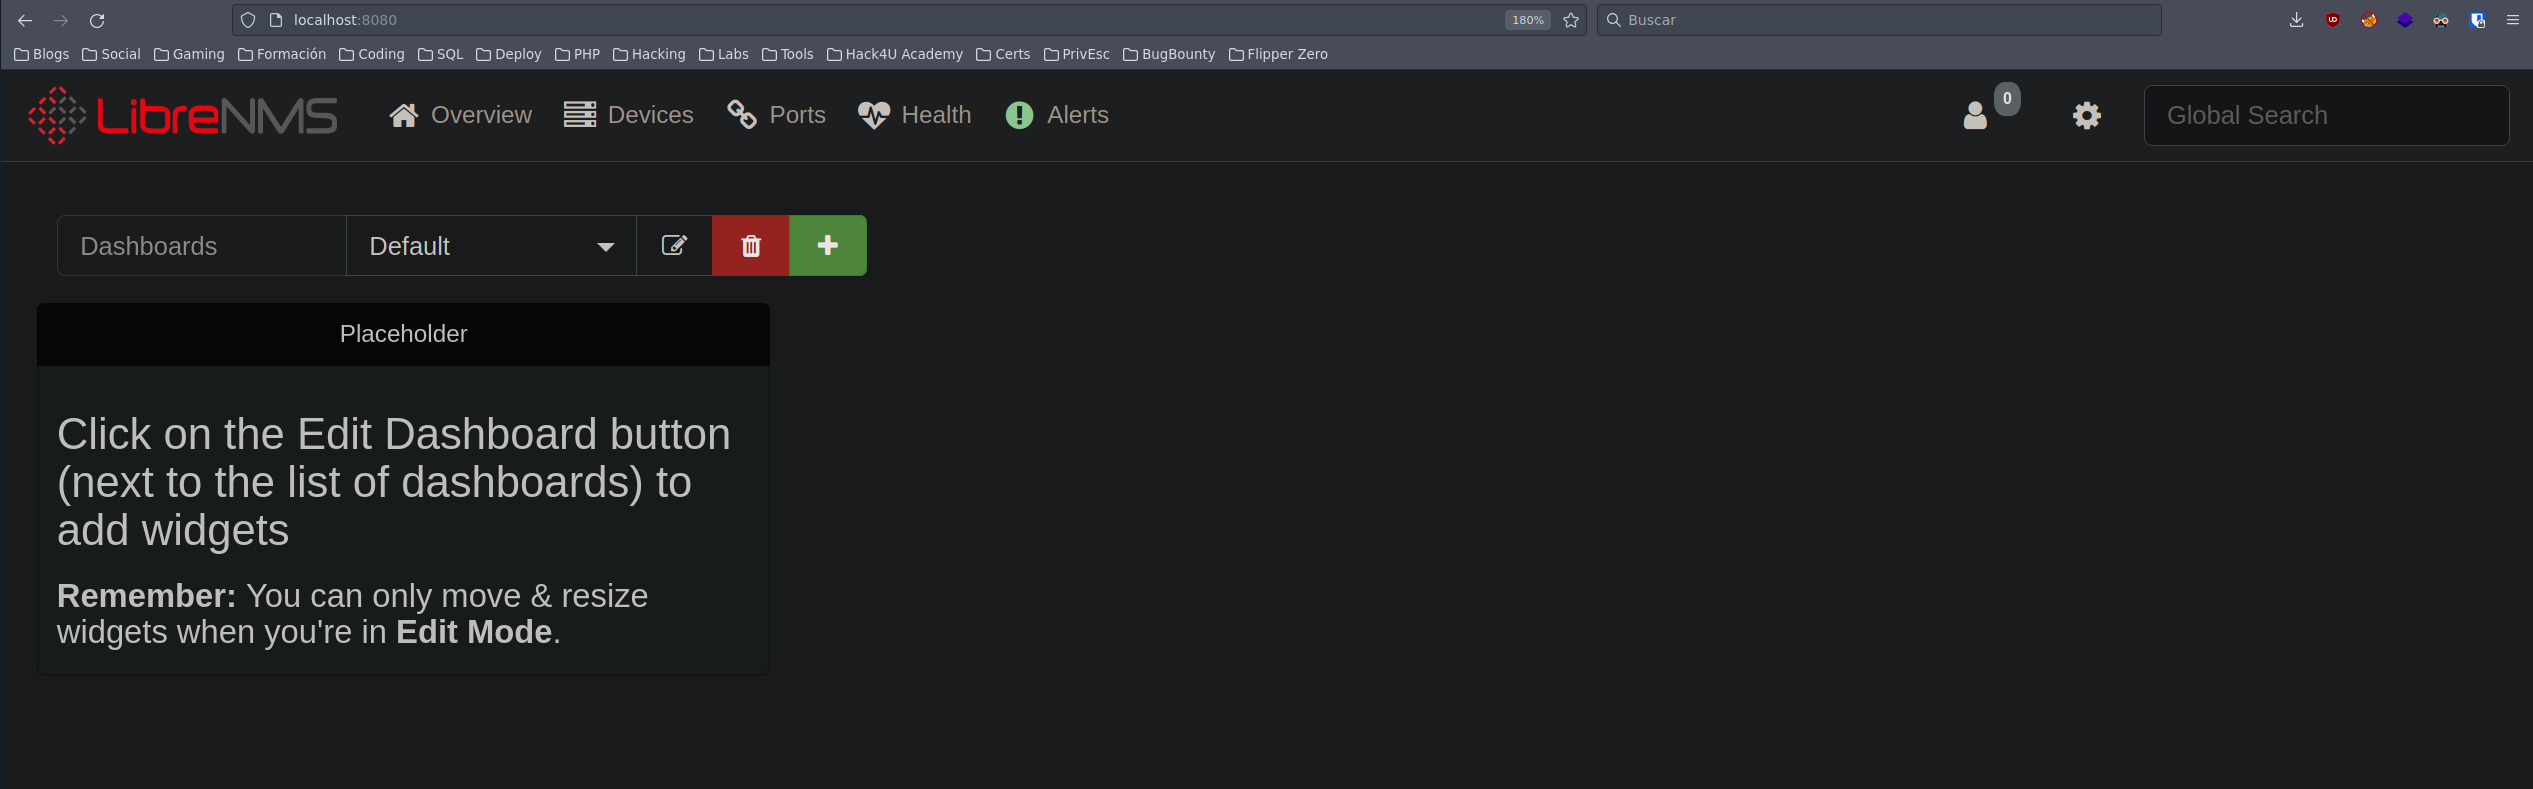 localhost:8080 180% Buscar
Blogs Social Gaming Formación Coding SQL Deploy PHP Hacking Labs Tools Hack4U Academy Certs PrivEsc BugBounty Flipper Zero
LibreNMS Overview Devices Ports Health Alerts 0 Global Search
Dashboards Default
Placeholder
Click on the Edit Dashboard button
(next to the list of dashboards) to
add widgets
Remember: You can only move & resize
widgets when you're in Edit Mode.